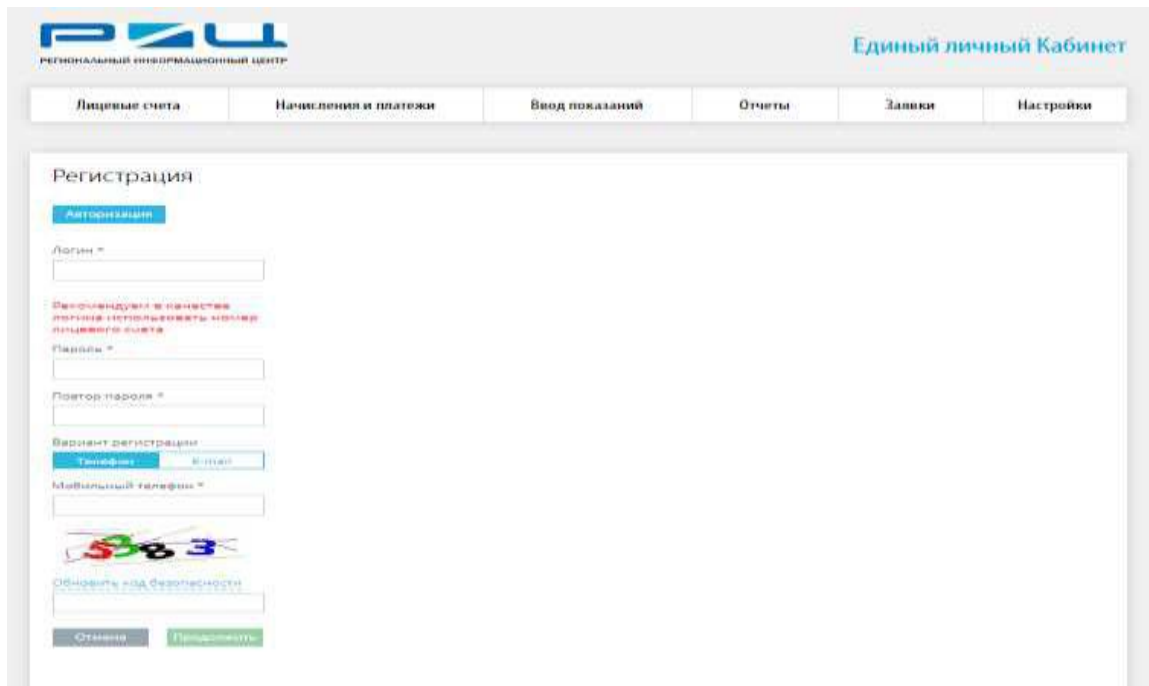 РИЦ
РЕГИОНАЛЬНЫЙ ИНФОРМАЦИОННЫЙ ЦЕНТР
Единый личный Кабинет
Лицевые счета Начисления и платежи Ввод показаний Отчеты Заявки Настройки
Регистрация
Авторизация
Логин *
Рекомендуем в качестве
логина использовать номер
лицевого счета
Пароль *
Повтор пароля *
Вариант регистрации
Телефон E-mail
Мобильный телефон *
5383
Обновить код безопасности
Отмена Продолжить